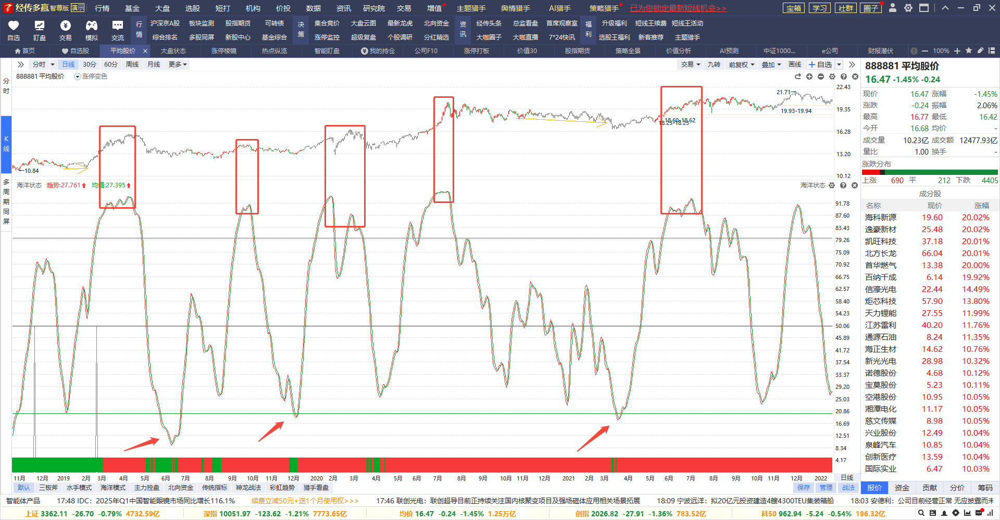 经传多赢 智尊版 演示 行情 基金 大盘 选股 短打 机构 价投 数据 资讯 研究院 交易 增值 主题猎手 舆情猎手 AI猎手 策略猎手 已为您锁定最新短线机会>> 宝箱 学习 社群 圈子
自选 盯盘 交易 模拟 交流
行情 沪深京A股 板块监测 股指期货 可转债 决策 集合竞价 大盘云图 最新龙虎 北向资金 资讯 经传头条 总监看盘 首席观察室 福利 升级福利 短线王续费 短线王活动
综合排名 多股同屏 新股中心 基金综合 涨停监控 超级复盘 个股调研 分红精选 大咖圈子 大咖直播 7*24快讯 选股王福利 新客推荐 主题猎手
首页 自选股 平均股价 × 大盘状态 涨停棱镜 热点纵览 智能盯盘 我的持仓 公司F10 涨停打板 价值30 股指期货 策略全景 价值分析 AI预测 中证1000... e公司 财报潜伏 100%
分时 日线 30分 60分 周线 月线 更多 交易 九转 前复权 叠加 画线 自选
分时
K线
多周期同屏
888881 平均股价 涨停变色
22.43
19.35
16.28
13.20
10.12
10.84
21.71
19.93-19.94
18.60-18.62
18.23-18.23
海洋状态 趋势:27.761 均值:27.395 海洋状态
91.78
87.60
83.43
79.26
75.09
70.92
66.75
62.57
58.40
54.23
50.06
45.89
41.72
37.54
33.37
29.20
25.03
20.86
16.69
12.51
8.34
4.17
11月 12月 2019 2月 3月 4月 5月 6月 7月 8月 9月 10月 11月 12月 2020 2月 3月 4月 5月 6月 7月 8月 9月 10月 11月 12月 2021 2月 3月 4月 5月 6月 7月 8月 9月 10月 11月 12月 2022 日线
默认 三板斧 水手模式 海洋模式 主力控盘 北向资金 传统指标 神龙战法 彩虹趋势 猎手看盘 保存 管理 战法
888881 平均股价
16.47 -1.45% -0.24
现价 16.47 涨幅 -1.45%
涨跌 -0.24 振幅 2.06%
最高 16.77 最低 16.42
今开 16.68 均价 -
成交量 10.23亿 成交额 12477.93亿
量比 1.00 换手 -
涨跌分布
上涨 690 平 212 下跌 4405
成分股
名称 现价 涨幅
海科新源 19.60 20.02%
逸豪新材 25.48 20.02%
凯旺科技 37.18 20.01%
北方长龙 66.04 20.01%
首华燃气 13.38 20.00%
百纳千成 6.14 19.92%
信濠光电 22.44 14.49%
炬芯科技 57.90 13.80%
天力锂能 27.55 11.99%
江苏雷利 40.20 11.76%
通源石油 8.24 11.35%
海正生材 14.62 10.76%
新光光电 28.98 10.32%
诺德股份 4.68 10.12%
宝莫股份 5.23 10.11%
空港股份 10.95 10.05%
湘潭电化 11.17 10.05%
慈文传媒 8.98 10.05%
兴业股份 12.49 10.04%
泉峰汽车 10.85 10.04%
创新医疗 13.59 10.04%
国际实业 6.47 10.03%
报价 资金 贡献 分价 筹码
智能体产品 17:48 IDC：2025年Q1中国智能眼镜市场同比增长116.1% 续费立减50元+送1个月使用权>>> 17:46 联创光电：联创超导目前正持续关注国内核聚变项目及强场磁体应用相关场景拓展 18:09 宁波远洋：拟20亿元投资建造4艘4300TEU集装箱船 18:03 安德利：公司目前经营正常 无应披露而未
上证 3362.11 -26.70 -0.79% 4732.59亿 深指 10051.97 -123.62 -1.21% 7773.65亿 均价 16.47 -0.24 -1.45% 1.25万亿 创指 2026.82 -27.91 -1.36% 783.52亿 科50 962.94 -5.24 -0.54% 196.32亿